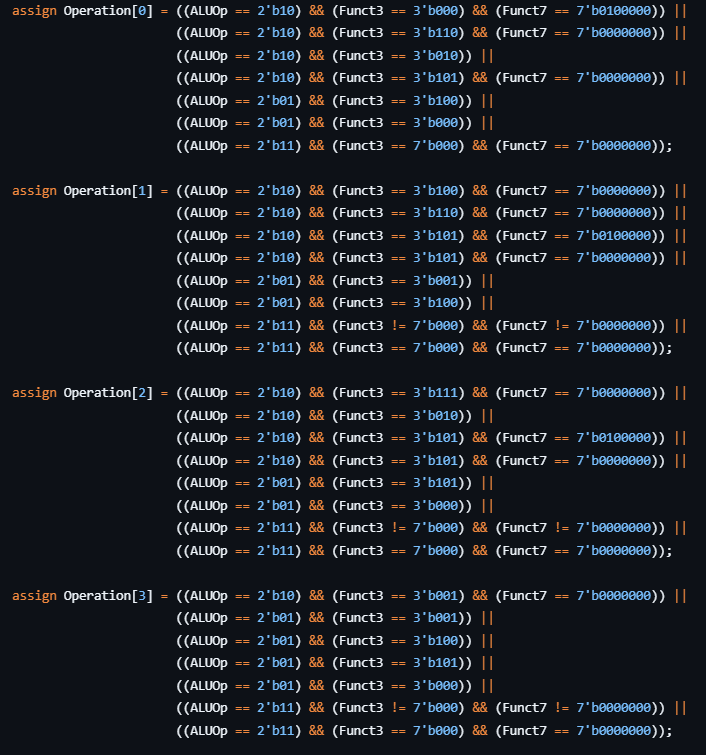 assign Operation[0] = ((ALUOp == 2'b10) && (Funct3 == 3'b000) && (Funct7 == 7'b0100000)) ||
((ALUOp == 2'b10) && (Funct3 == 3'b110) && (Funct7 == 7'b0000000)) ||
((ALUOp == 2'b10) && (Funct3 == 3'b010)) ||
((ALUOp == 2'b10) && (Funct3 == 3'b101) && (Funct7 == 7'b0000000)) ||
((ALUOp == 2'b01) && (Funct3 == 3'b100)) ||
((ALUOp == 2'b01) && (Funct3 == 3'b000)) ||
((ALUOp == 2'b11) && (Funct3 == 7'b000) && (Funct7 == 7'b0000000));
assign Operation[1] = ((ALUOp == 2'b10) && (Funct3 == 3'b100) && (Funct7 == 7'b0000000)) ||
((ALUOp == 2'b10) && (Funct3 == 3'b110) && (Funct7 == 7'b0000000)) ||
((ALUOp == 2'b10) && (Funct3 == 3'b101) && (Funct7 == 7'b0100000)) ||
((ALUOp == 2'b10) && (Funct3 == 3'b101) && (Funct7 == 7'b0000000)) ||
((ALUOp == 2'b01) && (Funct3 == 3'b001)) ||
((ALUOp == 2'b01) && (Funct3 == 3'b100)) ||
((ALUOp == 2'b11) && (Funct3 != 7'b000) && (Funct7 != 7'b0000000)) ||
((ALUOp == 2'b11) && (Funct3 == 7'b000) && (Funct7 == 7'b0000000));
assign Operation[2] = ((ALUOp == 2'b10) && (Funct3 == 3'b111) && (Funct7 == 7'b0000000)) ||
((ALUOp == 2'b10) && (Funct3 == 3'b010)) ||
((ALUOp == 2'b10) && (Funct3 == 3'b101) && (Funct7 == 7'b0100000)) ||
((ALUOp == 2'b10) && (Funct3 == 3'b101) && (Funct7 == 7'b0000000)) ||
((ALUOp == 2'b01) && (Funct3 == 3'b101)) ||
((ALUOp == 2'b01) && (Funct3 == 3'b000)) ||
((ALUOp == 2'b11) && (Funct3 != 7'b000) && (Funct7 != 7'b0000000)) ||
((ALUOp == 2'b11) && (Funct3 == 7'b000) && (Funct7 == 7'b0000000));
assign Operation[3] = ((ALUOp == 2'b10) && (Funct3 == 3'b001) && (Funct7 == 7'b0000000)) ||
((ALUOp == 2'b01) && (Funct3 == 3'b001)) ||
((ALUOp == 2'b01) && (Funct3 == 3'b100)) ||
((ALUOp == 2'b01) && (Funct3 == 3'b101)) ||
((ALUOp == 2'b01) && (Funct3 == 3'b000)) ||
((ALUOp == 2'b11) && (Funct3 != 7'b000) && (Funct7 != 7'b0000000)) ||
((ALUOp == 2'b11) && (Funct3 == 7'b000) && (Funct7 == 7'b0000000));